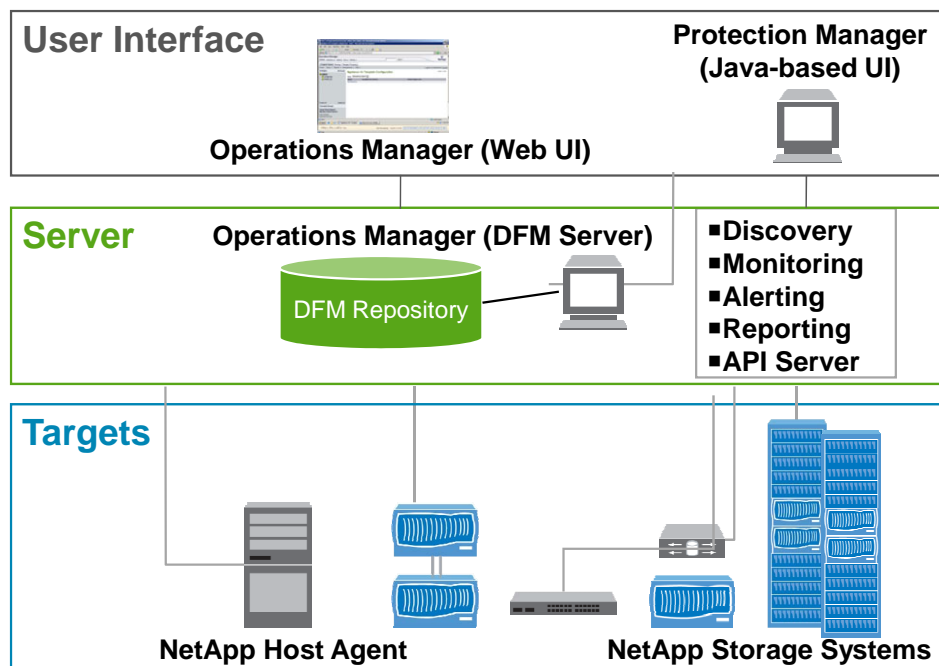 User Interface
Operations Manager (Web UI)
Protection Manager
(Java-based UI)
Server
Operations Manager (DFM Server)
DFM Repository
▪Discovery
▪Monitoring
▪Alerting
▪Reporting
▪API Server
Targets
NetApp Host Agent
NetApp Storage Systems